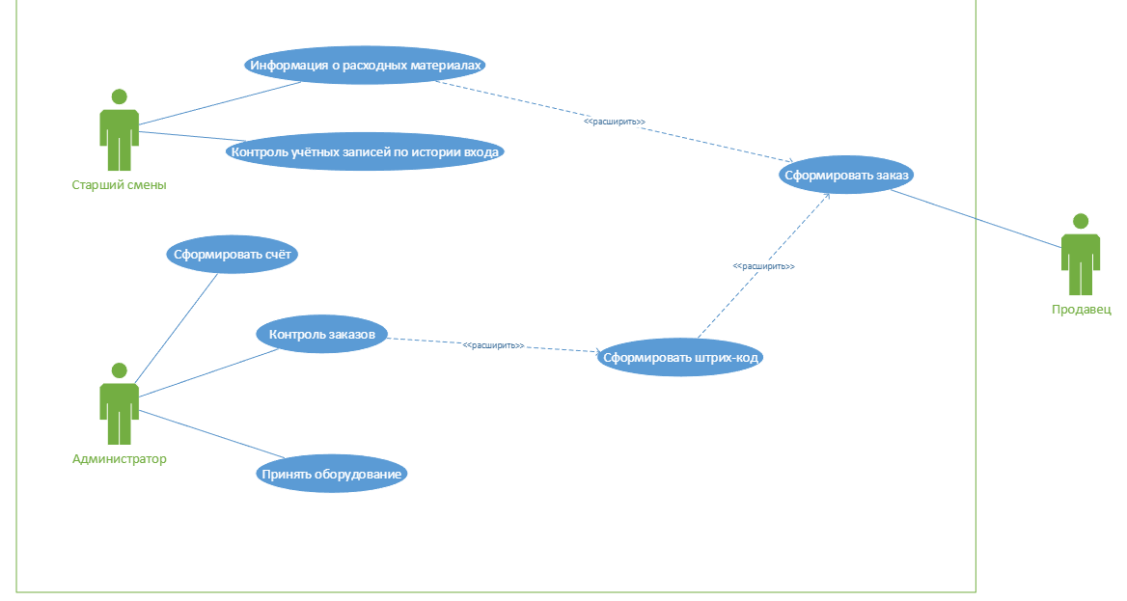 Информация о расходных материалах
<<расширить>>
Контроль учётных записей по истории входа
Сформировать заказ
Старший смены
Сформировать счёт
<<расширить>>
Продавец
Контроль заказов
<<расширить>>
Сформировать штрих-код
Администратор
Принять оборудование